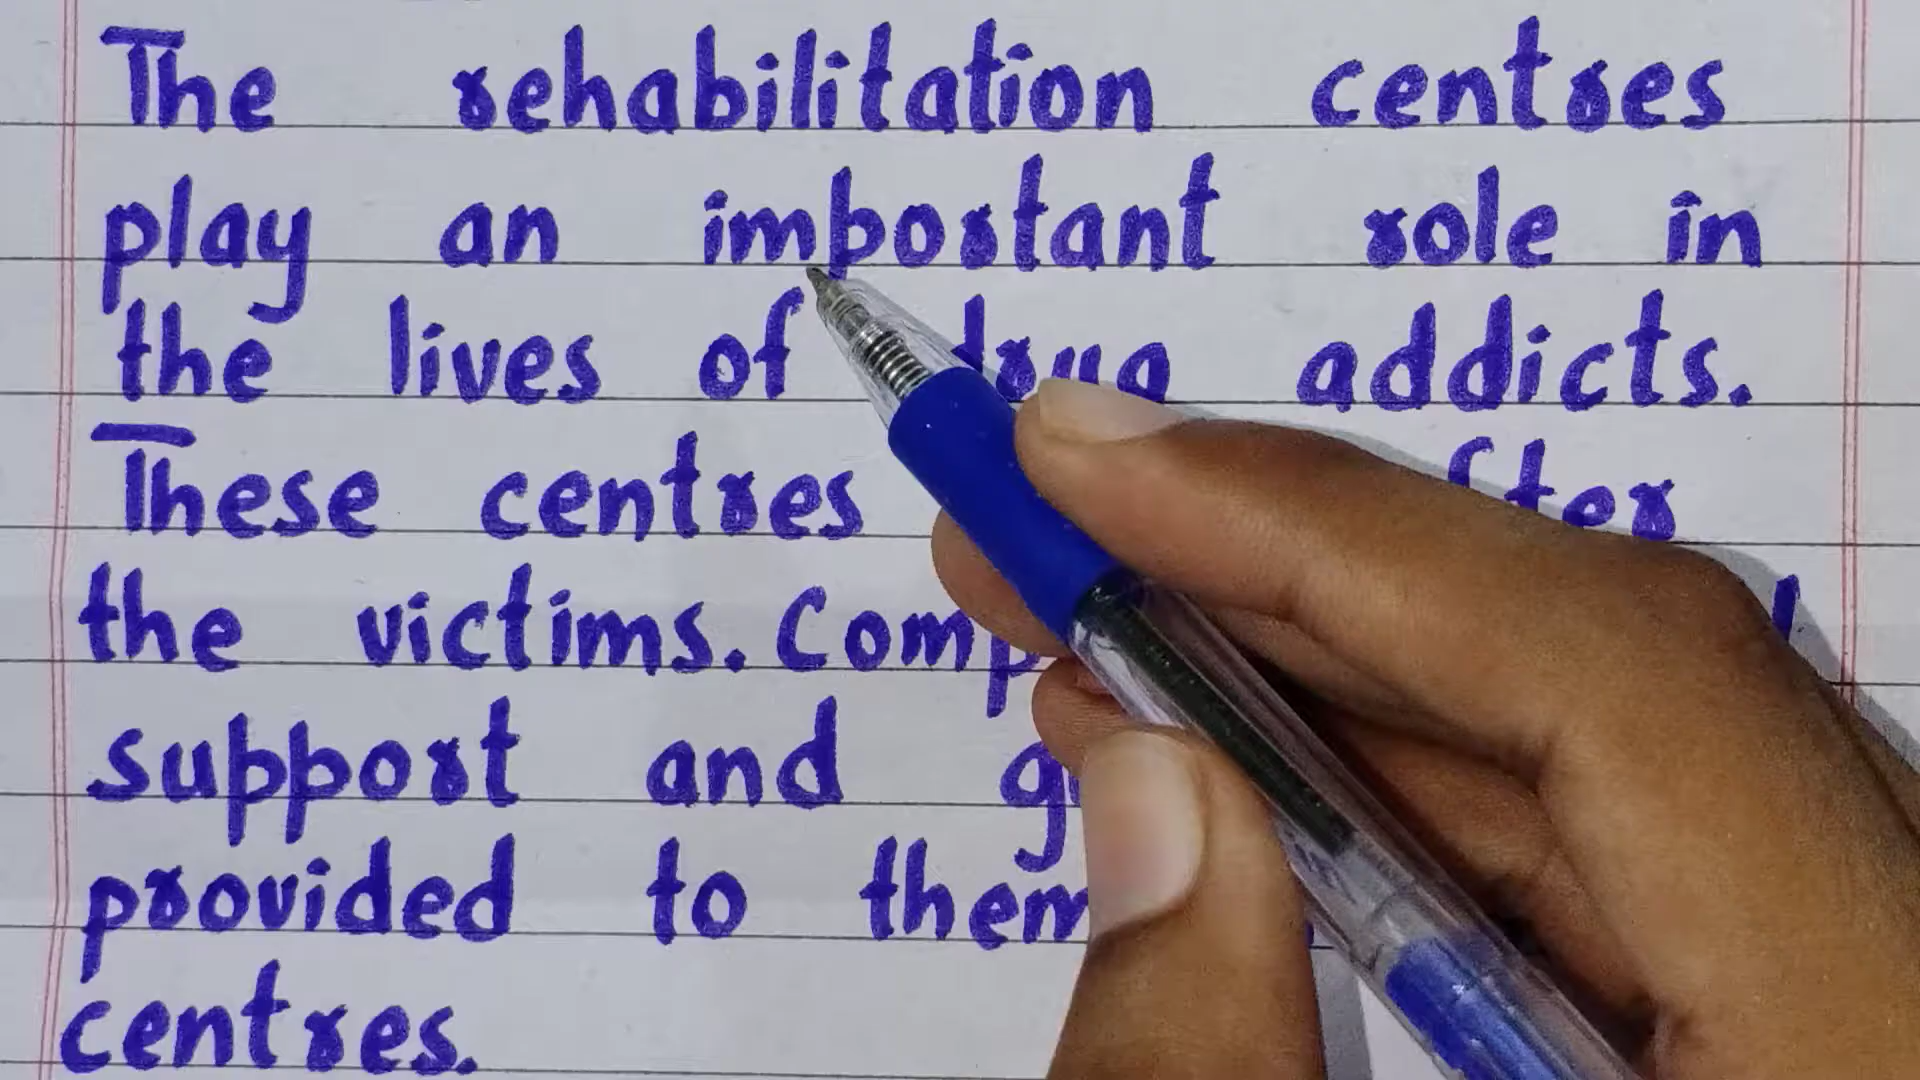 The rehabilitation centres
play an important role in
the lives of drug addicts.
These centres
the victims.
support and
provided to them
centres.